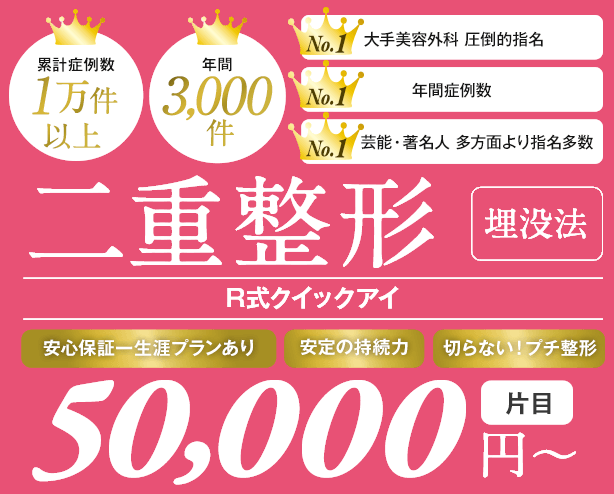 累計症例数
1万件
以上
年間
3,000
件
No.1 大手美容外科 圧倒的指名
No.1 年間症例数
No.1 芸能・著名人 多方面より指名多数
二重整形 埋没法
R式クイックアイ
安心保証一生涯プランあり 安定の持続力 切らない!プチ整形
50,000円〜 片目